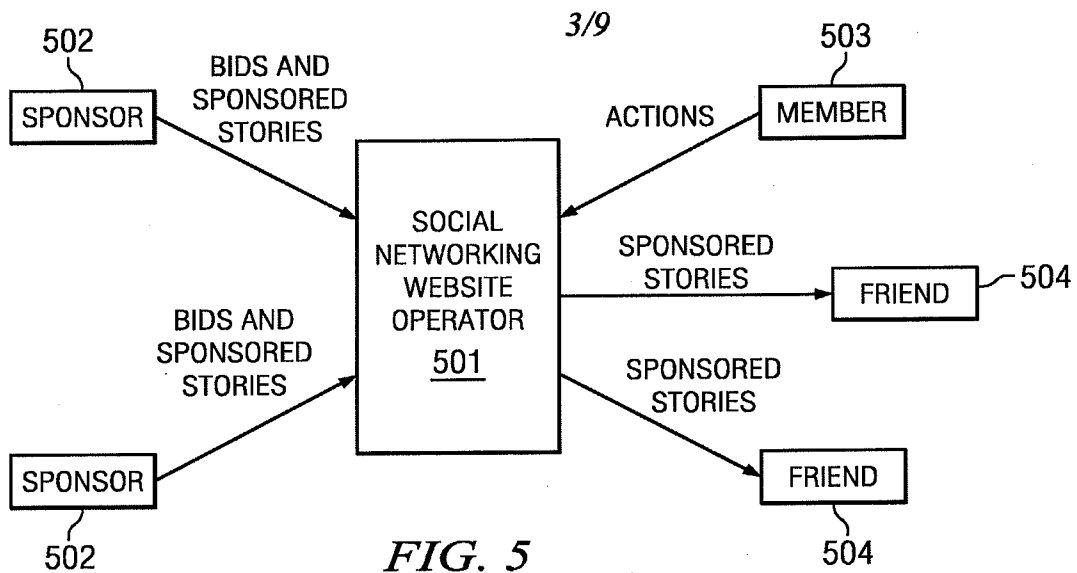 3/9
502
SPONSOR
BIDS AND
SPONSORED
STORIES
503
MEMBER
ACTIONS
SOCIAL
NETWORKING
WEBSITE
OPERATOR
501
SPONSORED
STORIES
FRIEND
504
BIDS AND
SPONSORED
STORIES
SPONSOR
502
SPONSORED
STORIES
FRIEND
504
FIG. 5